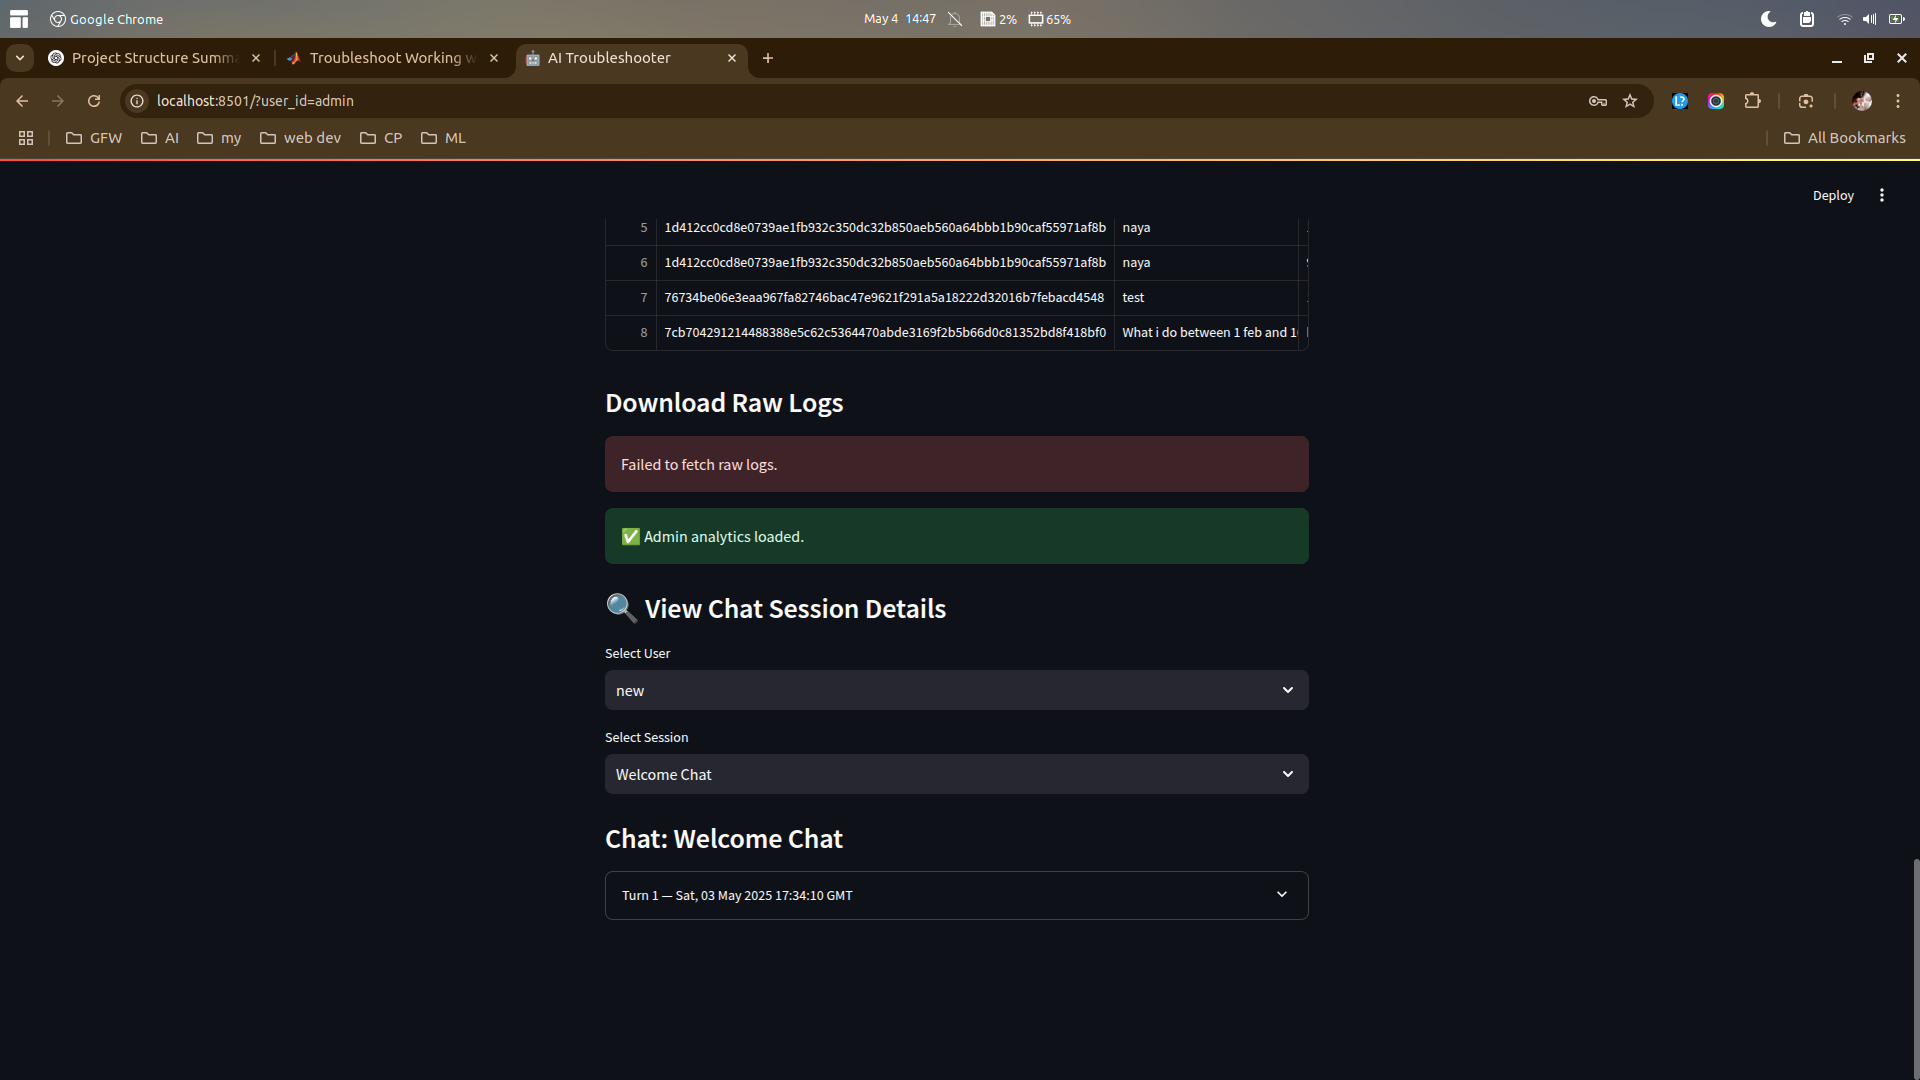 Google Chrome
May 4 14:47
2%
65%
Project Structure Summa
Troubleshoot Working w
AI Troubleshooter
localhost:8501/?user_id=admin
GFW
AI
my
web dev
CP
ML
All Bookmarks
Deploy
5 1d412cc0cd8e0739ae1fb932c350dc32b850aeb560a64bbb1b90caf55971af8b naya
6 1d412cc0cd8e0739ae1fb932c350dc32b850aeb560a64bbb1b90caf55971af8b naya
7 76734be06e3eaa967fa82746bac47e9621f291a5a18222d32016b7febacd4548 test
8 7cb704291214488388e5c62c5364470abde3169f2b5b66d0c81352bd8f418bf0 What i do between 1 feb and 1
Download Raw Logs
Failed to fetch raw logs.
✅ Admin analytics loaded.
🔍 View Chat Session Details
Select User
new
Select Session
Welcome Chat
Chat: Welcome Chat
Turn 1 — Sat, 03 May 2025 17:34:10 GMT